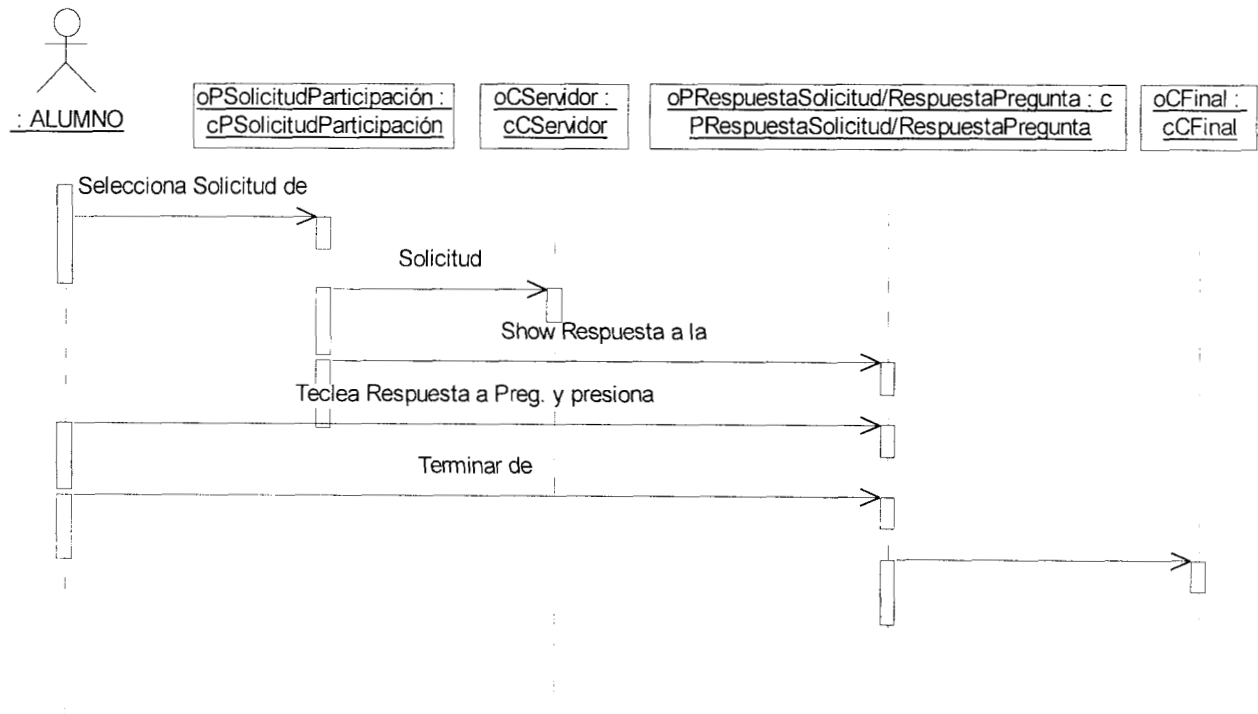 : ALUMNO
oPSolicitudParticipación :
cPSolicitudParticipación
oCServidor :
cCServidor
oPRespuestaSolicitud/RespuestaPregunta : c
PRespuestaSolicitud/RespuestaPregunta
oCFinal :
cCFinal
Selecciona Solicitud de
Solicitud
Show Respuesta a la
Teclea Respuesta a Preg. y presiona
Terminar de